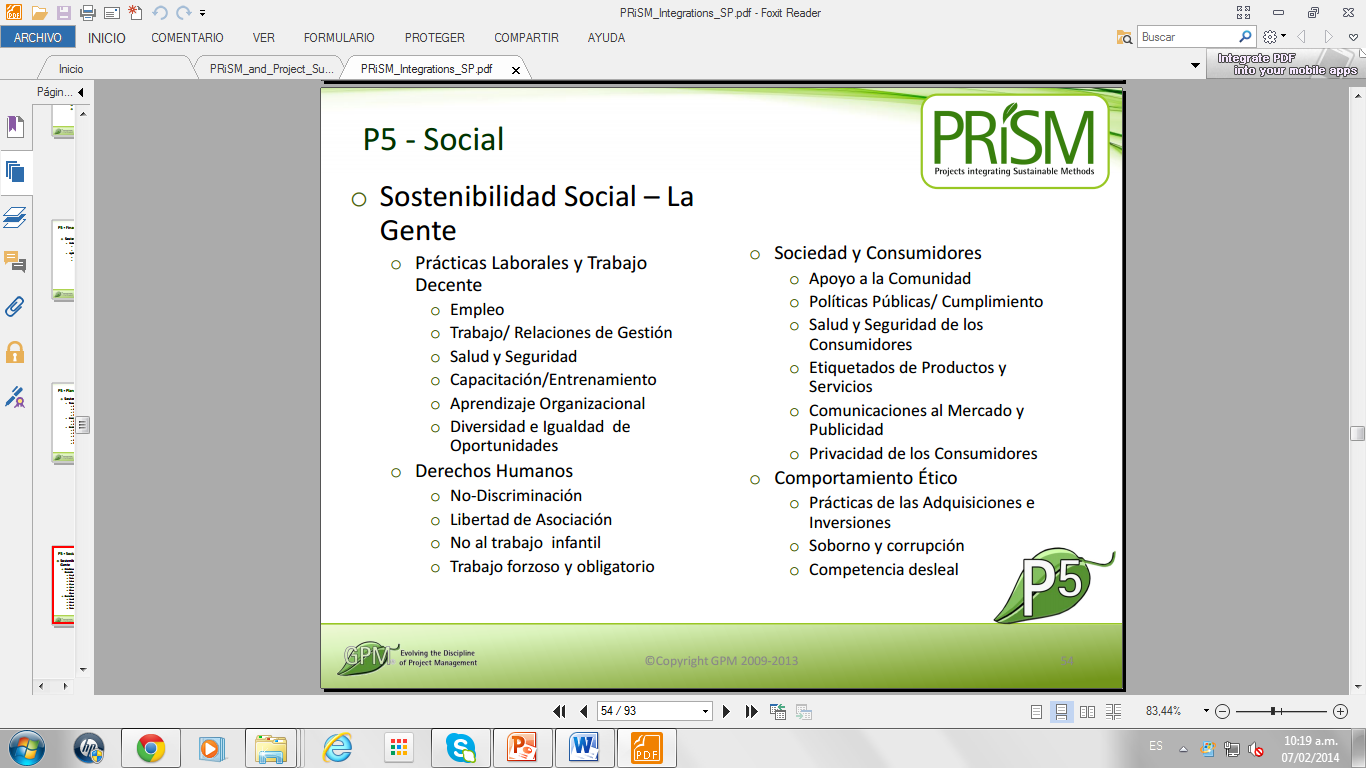 PRiSM_Integrations_SP.pdf - Foxit Reader
ARCHIVO INICIO COMENTARIO VER FORMULARIO PROTEGER COMPARTIR AYUDA
Buscar
Inicio PRiSM_and_Project_Su... PRiSM_Integrations_SP.pdf
Integrate PDF
into your mobile apps
Págin...
P5 - Social
PRiSM
Projects integrating Sustainable Methods
Sostenibilidad Social – La
Gente
Prácticas Laborales y Trabajo
Decente
Empleo
Trabajo/ Relaciones de Gestión
Salud y Seguridad
Capacitación/Entrenamiento
Aprendizaje Organizacional
Diversidad e Igualdad de
Oportunidades
Derechos Humanos
No-Discriminación
Libertad de Asociación
No al trabajo infantil
Trabajo forzoso y obligatorio
Sociedad y Consumidores
Apoyo a la Comunidad
Políticas Públicas/ Cumplimiento
Salud y Seguridad de los
Consumidores
Etiquetados de Productos y
Servicios
Comunicaciones al Mercado y
Publicidad
Privacidad de los Consumidores
Comportamiento Ético
Prácticas de las Adquisiciones e
Inversiones
Soborno y corrupción
Competencia desleal
P5
GPM
Evolving the Discipline
of Project Management
©Copyright GPM 2009-2013
54
54 / 93
83,44%
hp
PDF
ES
10:19 a.m.
07/02/2014